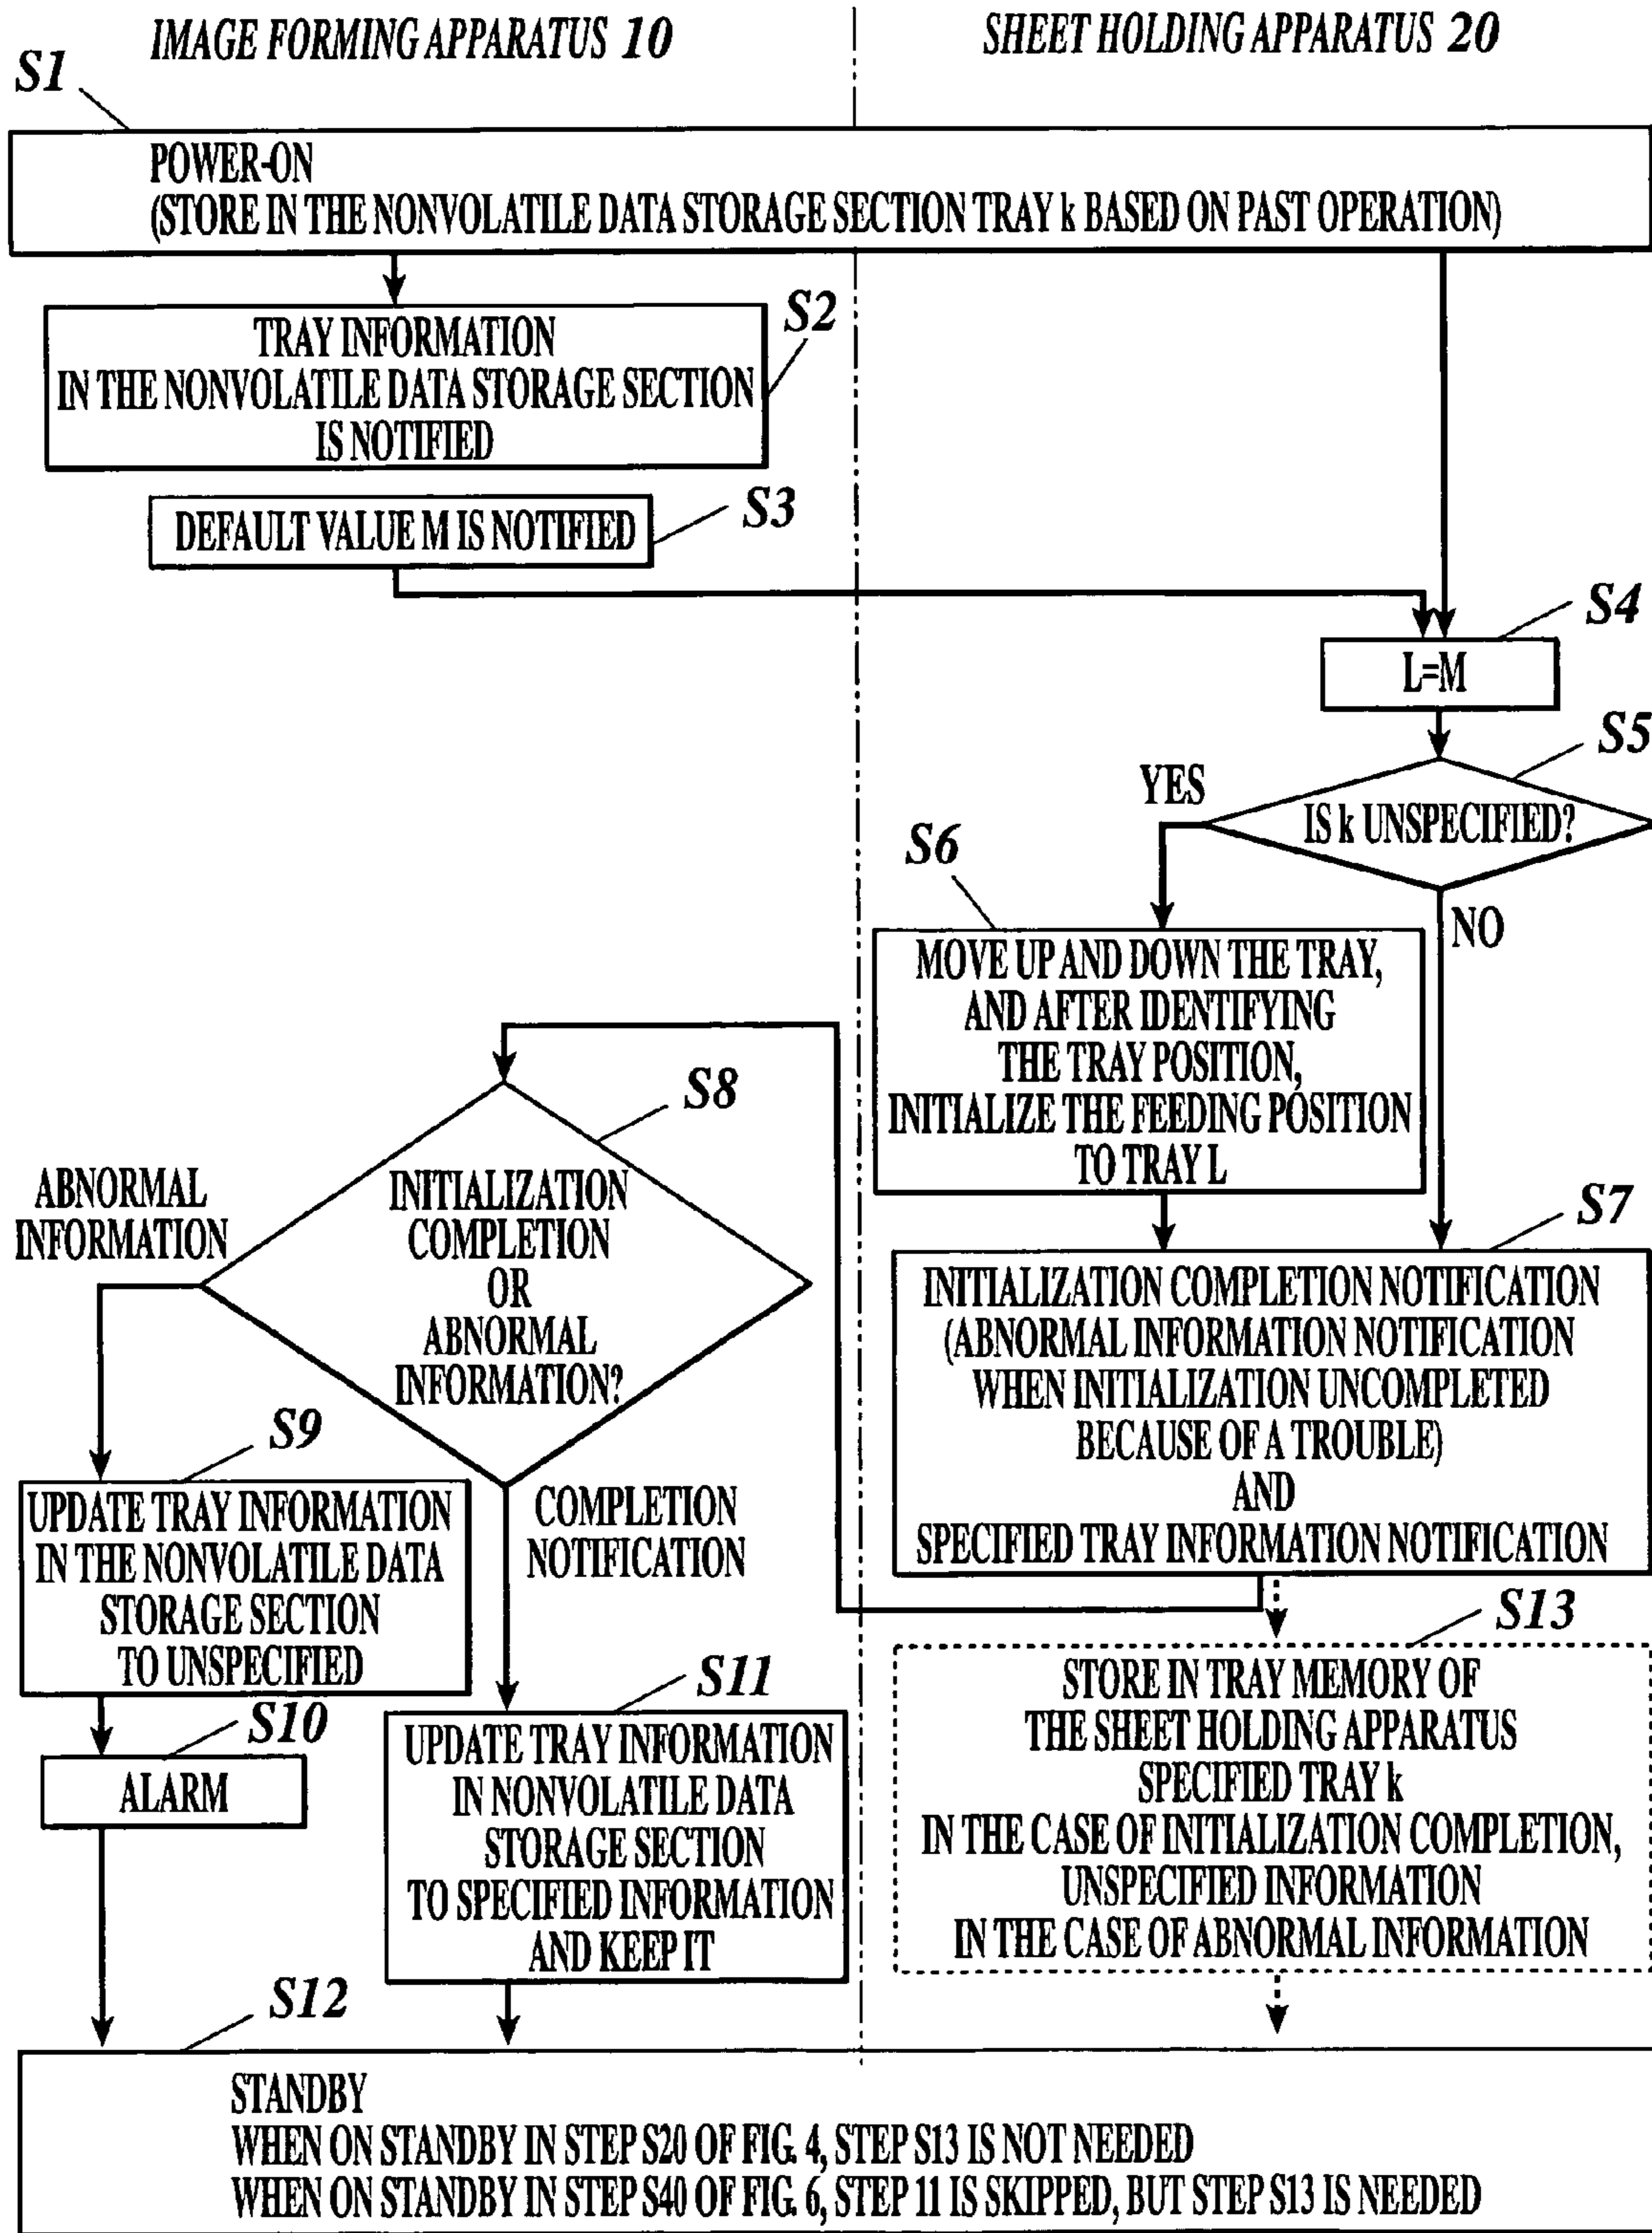 IMAGE FORMING APPARATUS 10
SHEET HOLDING APPARATUS 20
S1
POWER-ON
(STORE IN THE NONVOLATILE DATA STORAGE SECTION TRAY k BASED ON PAST OPERATION)
S2
TRAY INFORMATION
IN THE NONVOLATILE DATA STORAGE SECTION
IS NOTIFIED
S3
DEFAULT VALUE M IS NOTIFIED
S4
L=M
S5
YES
IS k UNSPECIFIED?
NO
S6
MOVE UP AND DOWN THE TRAY,
AND AFTER IDENTIFYING
THE TRAY POSITION,
INITIALIZE THE FEEDING POSITION
TO TRAY L
S7
INITIALIZATION COMPLETION NOTIFICATION
(ABNORMAL INFORMATION NOTIFICATION
WHEN INITIALIZATION UNCOMPLETED
BECAUSE OF A TROUBLE)
AND
SPECIFIED TRAY INFORMATION NOTIFICATION
S8
ABNORMAL
INFORMATION
INITIALIZATION
COMPLETION
OR
ABNORMAL
INFORMATION?
COMPLETION
NOTIFICATION
S9
UPDATE TRAY INFORMATION
IN THE NONVOLATILE DATA
STORAGE SECTION
TO UNSPECIFIED
S10
ALARM
S11
UPDATE TRAY INFORMATION
IN NONVOLATILE DATA
STORAGE SECTION
TO SPECIFIED INFORMATION
AND KEEP IT
S13
STORE IN TRAY MEMORY OF
THE SHEET HOLDING APPARATUS
SPECIFIED TRAY k
IN THE CASE OF INITIALIZATION COMPLETION,
UNSPECIFIED INFORMATION
IN THE CASE OF ABNORMAL INFORMATION
S12
STANDBY
WHEN ON STANDBY IN STEP S20 OF FIG. 4, STEP S13 IS NOT NEEDED
WHEN ON STANDBY IN STEP S40 OF FIG. 6, STEP 11 IS SKIPPED, BUT STEP S13 IS NEEDED